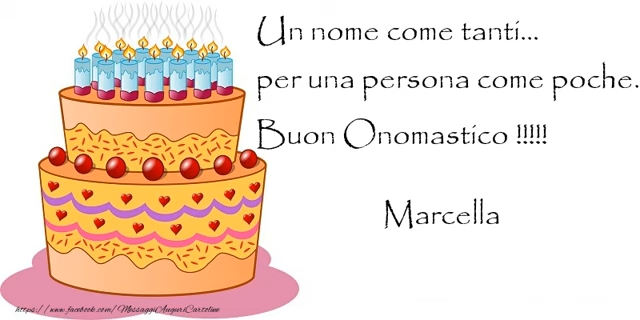 Un nome come tanti...
per una persona come poche.
Buon Onomastico !!!!!
Marcella
https://www.facebook.com/MessaggiAuguriCartoline